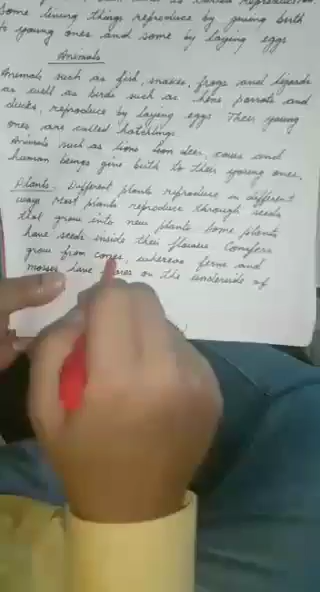 Some living things reproduce by giving birth
to young ones and some by laying eggs
Animals
Animals such as fish, snakes, frogs and lizards
as well as birds such as hens, parrots and
ducks, reproduce by laying eggs. Their young
ones are called hatchlings.
Animals such as lions deer, cows and
human beings give birth to their young ones.
Plants. Different plants reproduce in different
ways Most plants reproduce through seeds
that grow into new plants. Some plants
have seeds inside their flowers Conifers
grow from cones, whereas ferns and
mosses have on the underside of